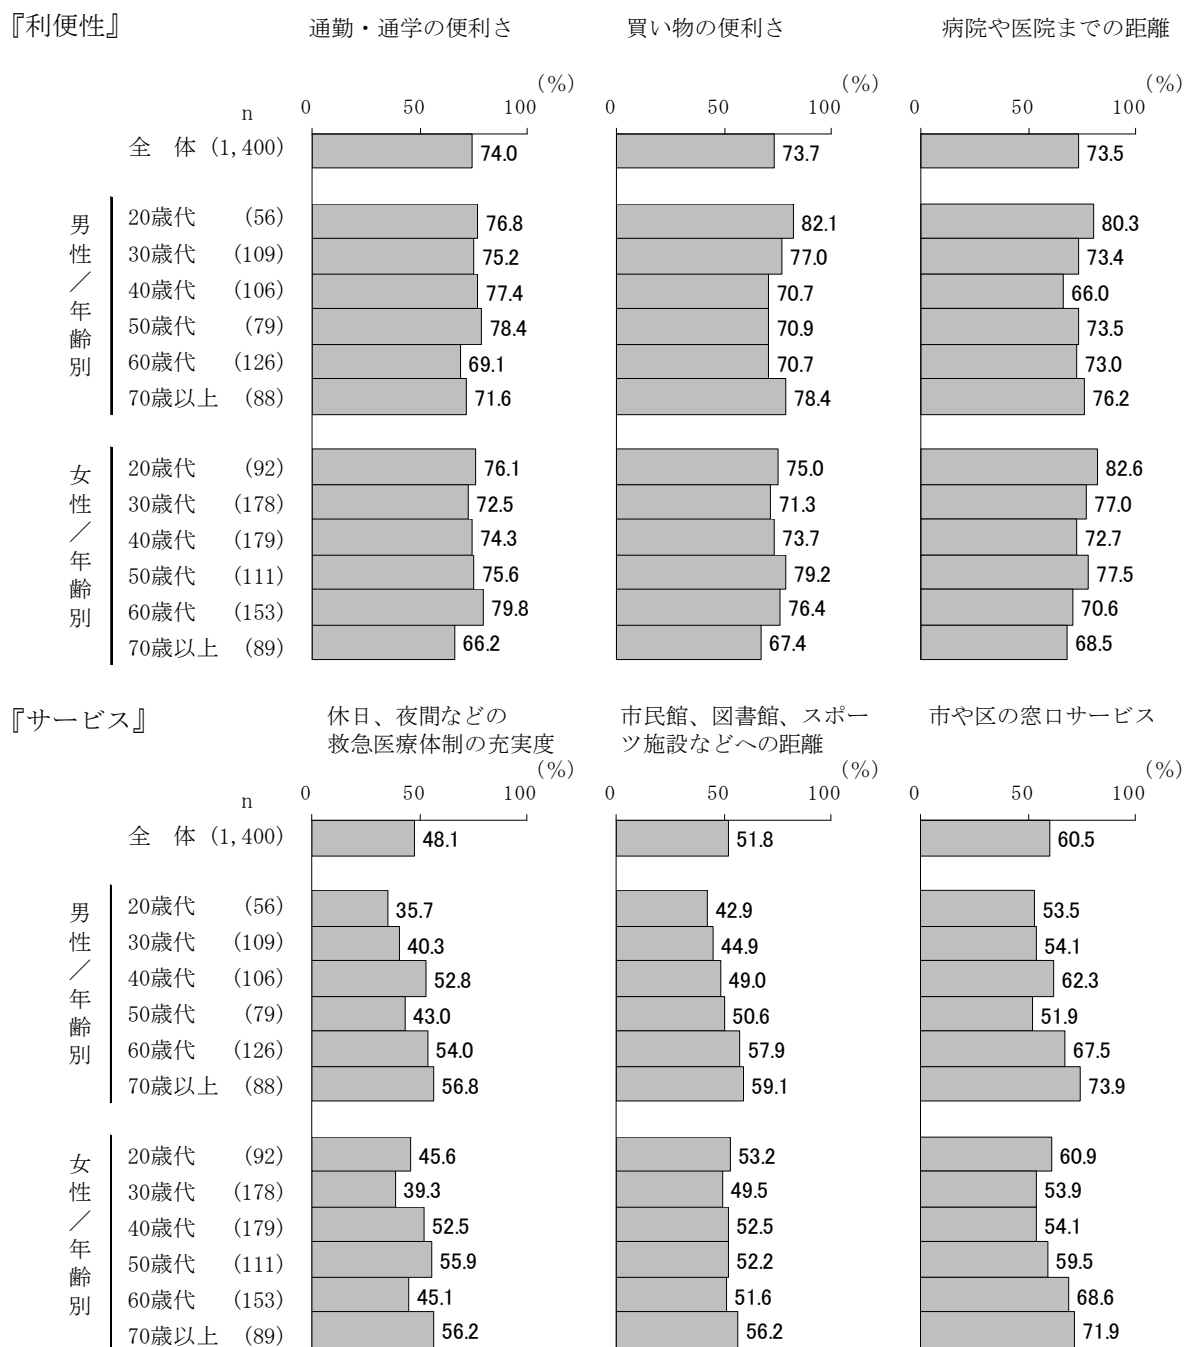 『利便性』
通勤・通学の便利さ 買い物の便利さ 病院や医院までの距離
(%) (%) (%)
n 0 50 100 0 50 100 0 50 100
全 体 (1,400) 74.0 73.7 73.5
男性／年齢別
20歳代 (56) 76.8 82.1 80.3
30歳代 (109) 75.2 77.0 73.4
40歳代 (106) 77.4 70.7 66.0
50歳代 (79) 78.4 70.9 73.5
60歳代 (126) 69.1 70.7 73.0
70歳以上 (88) 71.6 78.4 76.2
女性／年齢別
20歳代 (92) 76.1 75.0 82.6
30歳代 (178) 72.5 71.3 77.0
40歳代 (179) 74.3 73.7 72.7
50歳代 (111) 75.6 79.2 77.5
60歳代 (153) 79.8 76.4 70.6
70歳以上 (89) 66.2 67.4 68.5
『サービス』
休日、夜間などの 市民館、図書館、スポー 市や区の窓口サービス
救急医療体制の充実度 ツ施設などへの距離
(%) (%) (%)
n 0 50 100 0 50 100 0 50 100
全 体 (1,400) 48.1 51.8 60.5
男性／年齢別
20歳代 (56) 35.7 42.9 53.5
30歳代 (109) 40.3 44.9 54.1
40歳代 (106) 52.8 49.0 62.3
50歳代 (79) 43.0 50.6 51.9
60歳代 (126) 54.0 57.9 67.5
70歳以上 (88) 56.8 59.1 73.9
女性／年齢別
20歳代 (92) 45.6 53.2 60.9
30歳代 (178) 39.3 49.5 53.9
40歳代 (179) 52.5 52.5 54.1
50歳代 (111) 55.9 52.2 59.5
60歳代 (153) 45.1 51.6 68.6
70歳以上 (89) 56.2 56.2 71.9